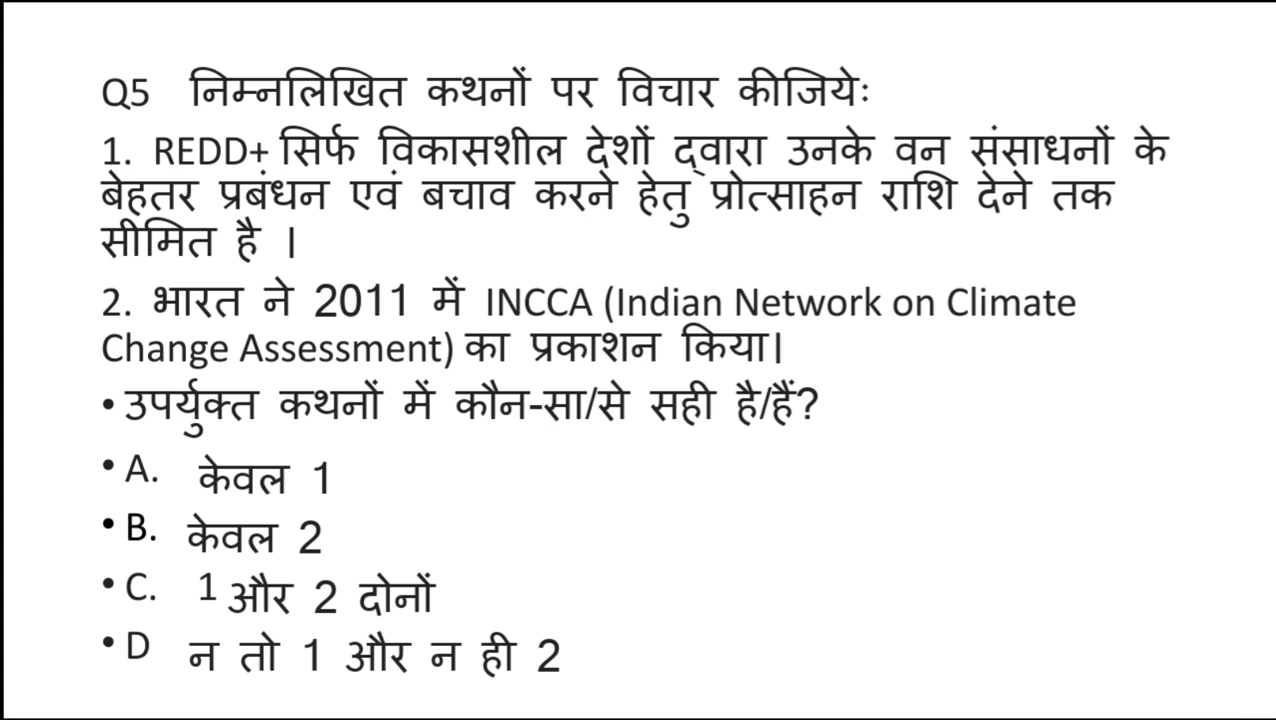 Q5 निम्नलिखित कथनों पर विचार कीजियेः
1. REDD+ सिर्फ विकासशील देशों द्वारा उनके वन संसाधनों के
बेहतर प्रबंधन एवं बचाव करने हेतु प्रोत्साहन राशि देने तक
सीमित है ।
2. भारत ने 2011 में INCCA (Indian Network on Climate
Change Assessment) का प्रकाशन किया।
• उपर्युक्त कथनों में कौन-सा/से सही है/हैं?
• A. केवल 1
• B. केवल 2
• C. 1 और 2 दोनों
• D न तो 1 और न ही 2